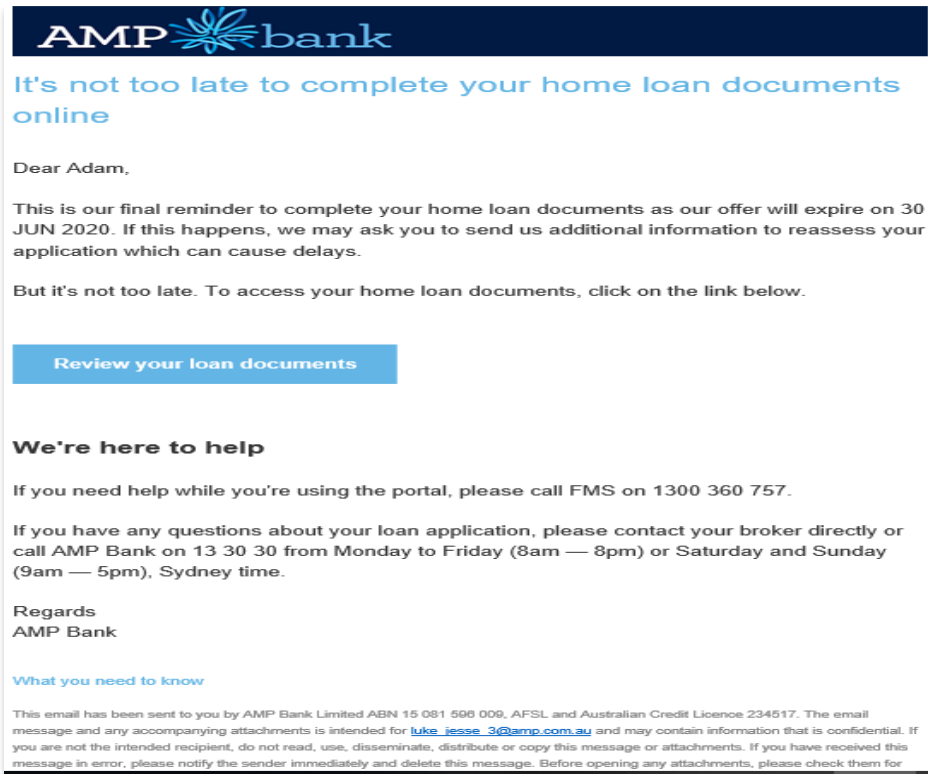 AMP bank
It's not too late to complete your home loan documents
online
Dear Adam,
This is our final reminder to complete your home loan documents as our offer will expire on 30
JUN 2020. If this happens, we may ask you to send us additional information to reassess your
application which can cause delays.
But it's not too late. To access your home loan documents, click on the link below.
Review your loan documents
We're here to help
If you need help while you're using the portal, please call FMS on 1300 360 757.
If you have any questions about your loan application, please contact your broker directly or
call AMP Bank on 13 30 30 from Monday to Friday (8am — 8pm) or Saturday and Sunday
(9am — 5pm), Sydney time.
Regards
AMP Bank
What you need to know
This email has been sent to you by AMP Bank Limited ABN 15 081 596 009, AFSL and Australian Credit Licence 234517. The email
message and any accompanying attachments is intended for luke_jesse_3@amp.com.au and may contain information that is confidential. If
you are not the intended recipient, do not read, use, disseminate, distribute or copy this message or attachments. If you have received this
message in error, please notify the sender immediately and delete this message. Before opening any attachments, please check them for